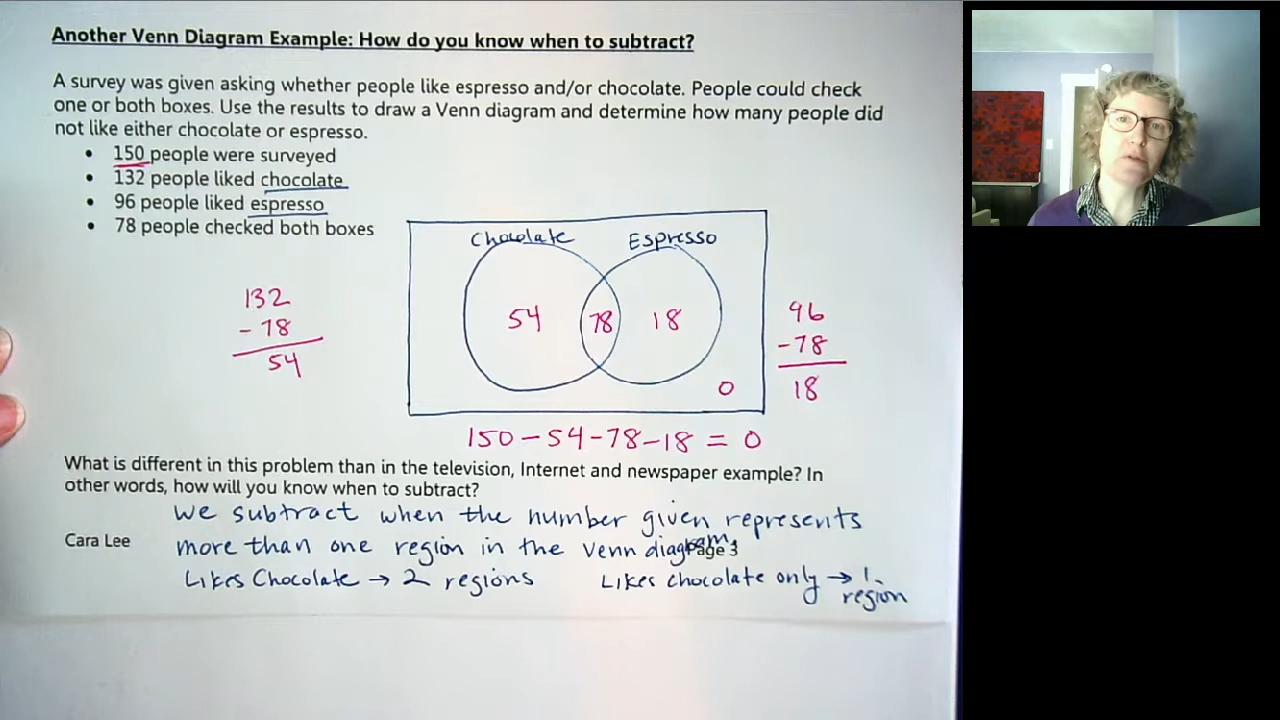 Another Venn Diagram Example: How do you know when to subtract?
A survey was given asking whether people like espresso and/or chocolate. People could check
one or both boxes. Use the results to draw a Venn diagram and determine how many people did
not like either chocolate or espresso.
• 150 people were surveyed
• 132 people liked chocolate
• 96 people liked espresso
• 78 people checked both boxes
132
- 78
54
Chocolate Espresso
54 78 18
0
96
-78
18
150-54-78-18 = 0
What is different in this problem than in the television, Internet and newspaper example? In
other words, how will you know when to subtract?
We subtract when the number given represents
more than one region in the Venn diagram.
Cara Lee
Page 3
Likes Chocolate → 2 regions
Likes chocolate only → 1
region